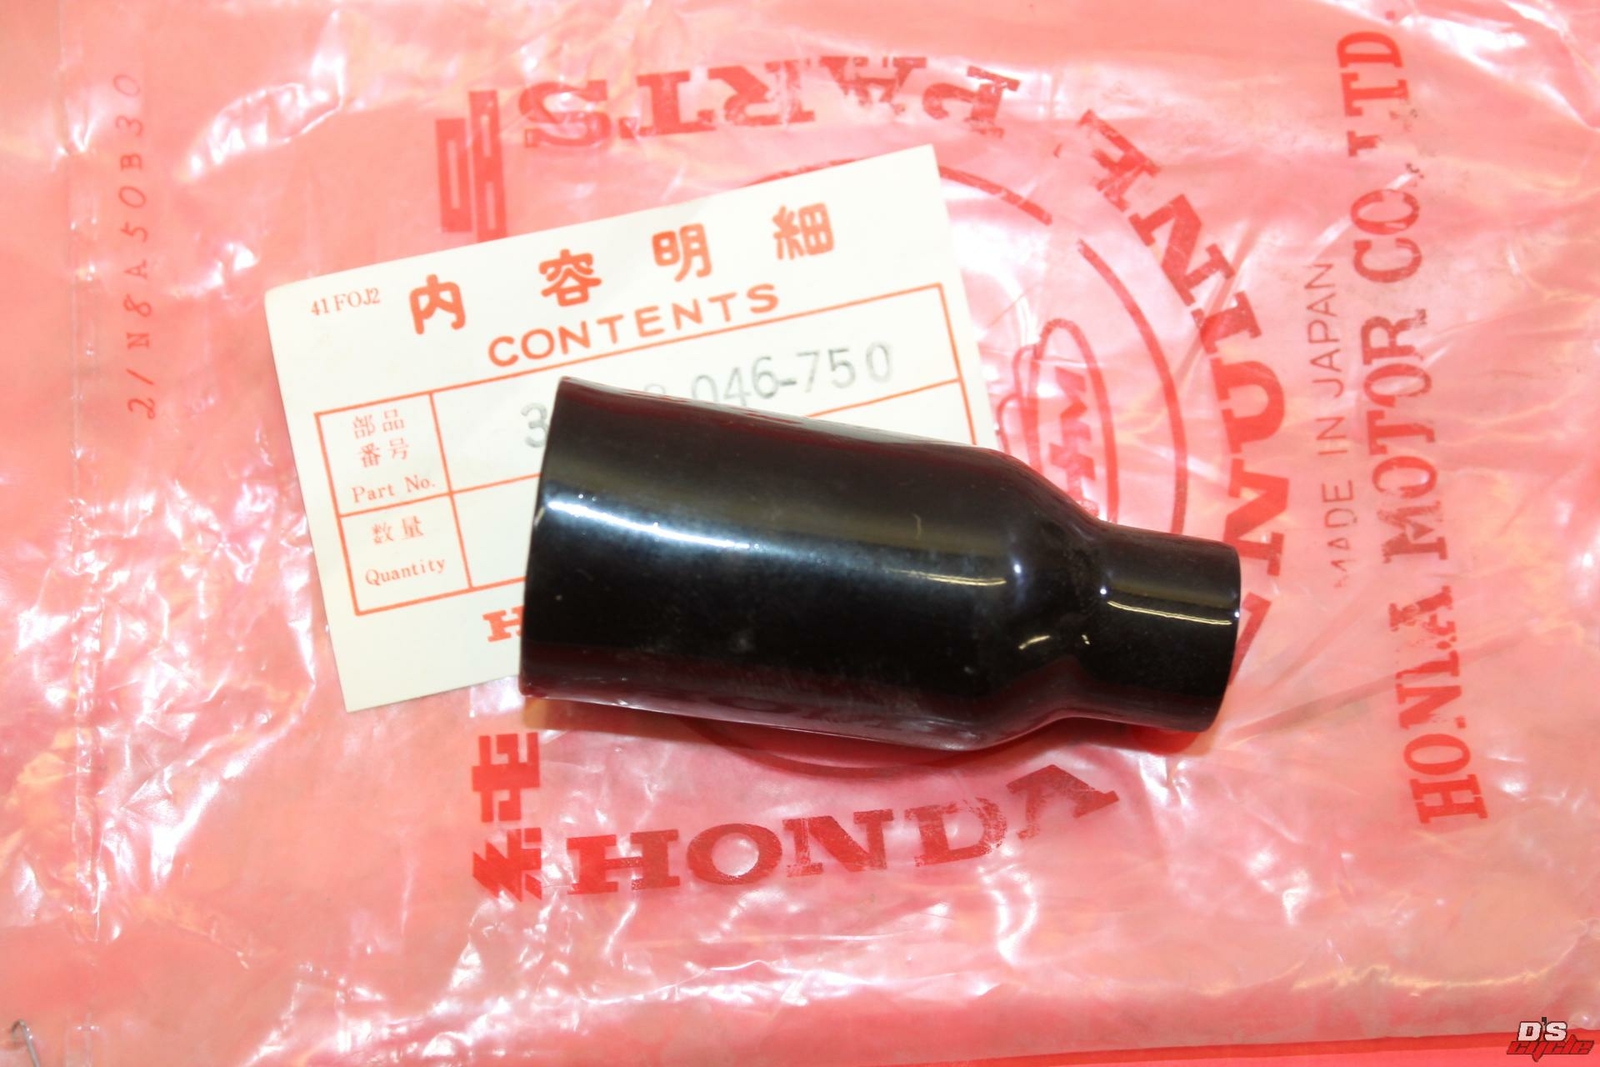 2/N8A50B30
41FOJ2
内容明細
CONTENTS
部品
番号
Part No.
046-750
数量
Quantity
HONDA
GENUINE PARTS
MADE IN JAPAN
HONDA MOTOR CO., LTD.
D'S
cycle